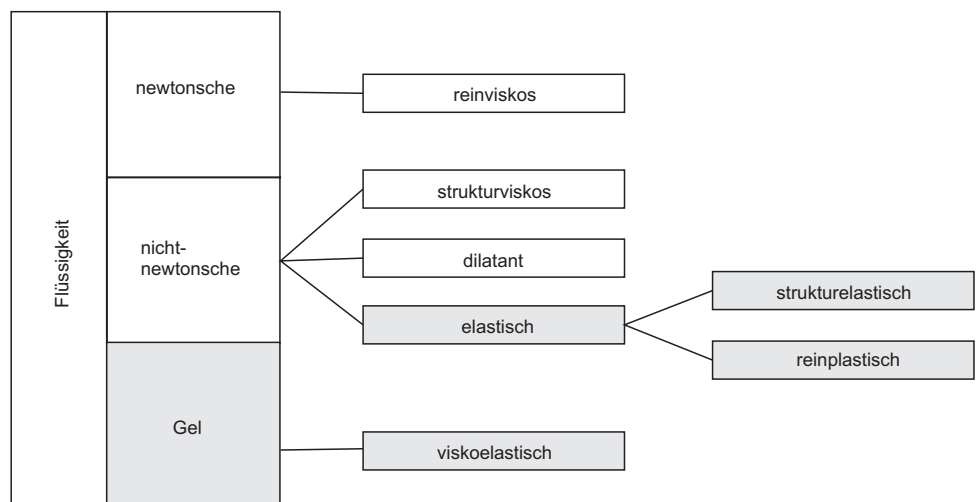 Flüssigkeit
newtonsche
reinviskos
nicht-
newtonsche
strukturviskos
dilatant
elastisch
strukturelastisch
reinplastisch
Gel
viskoelastisch